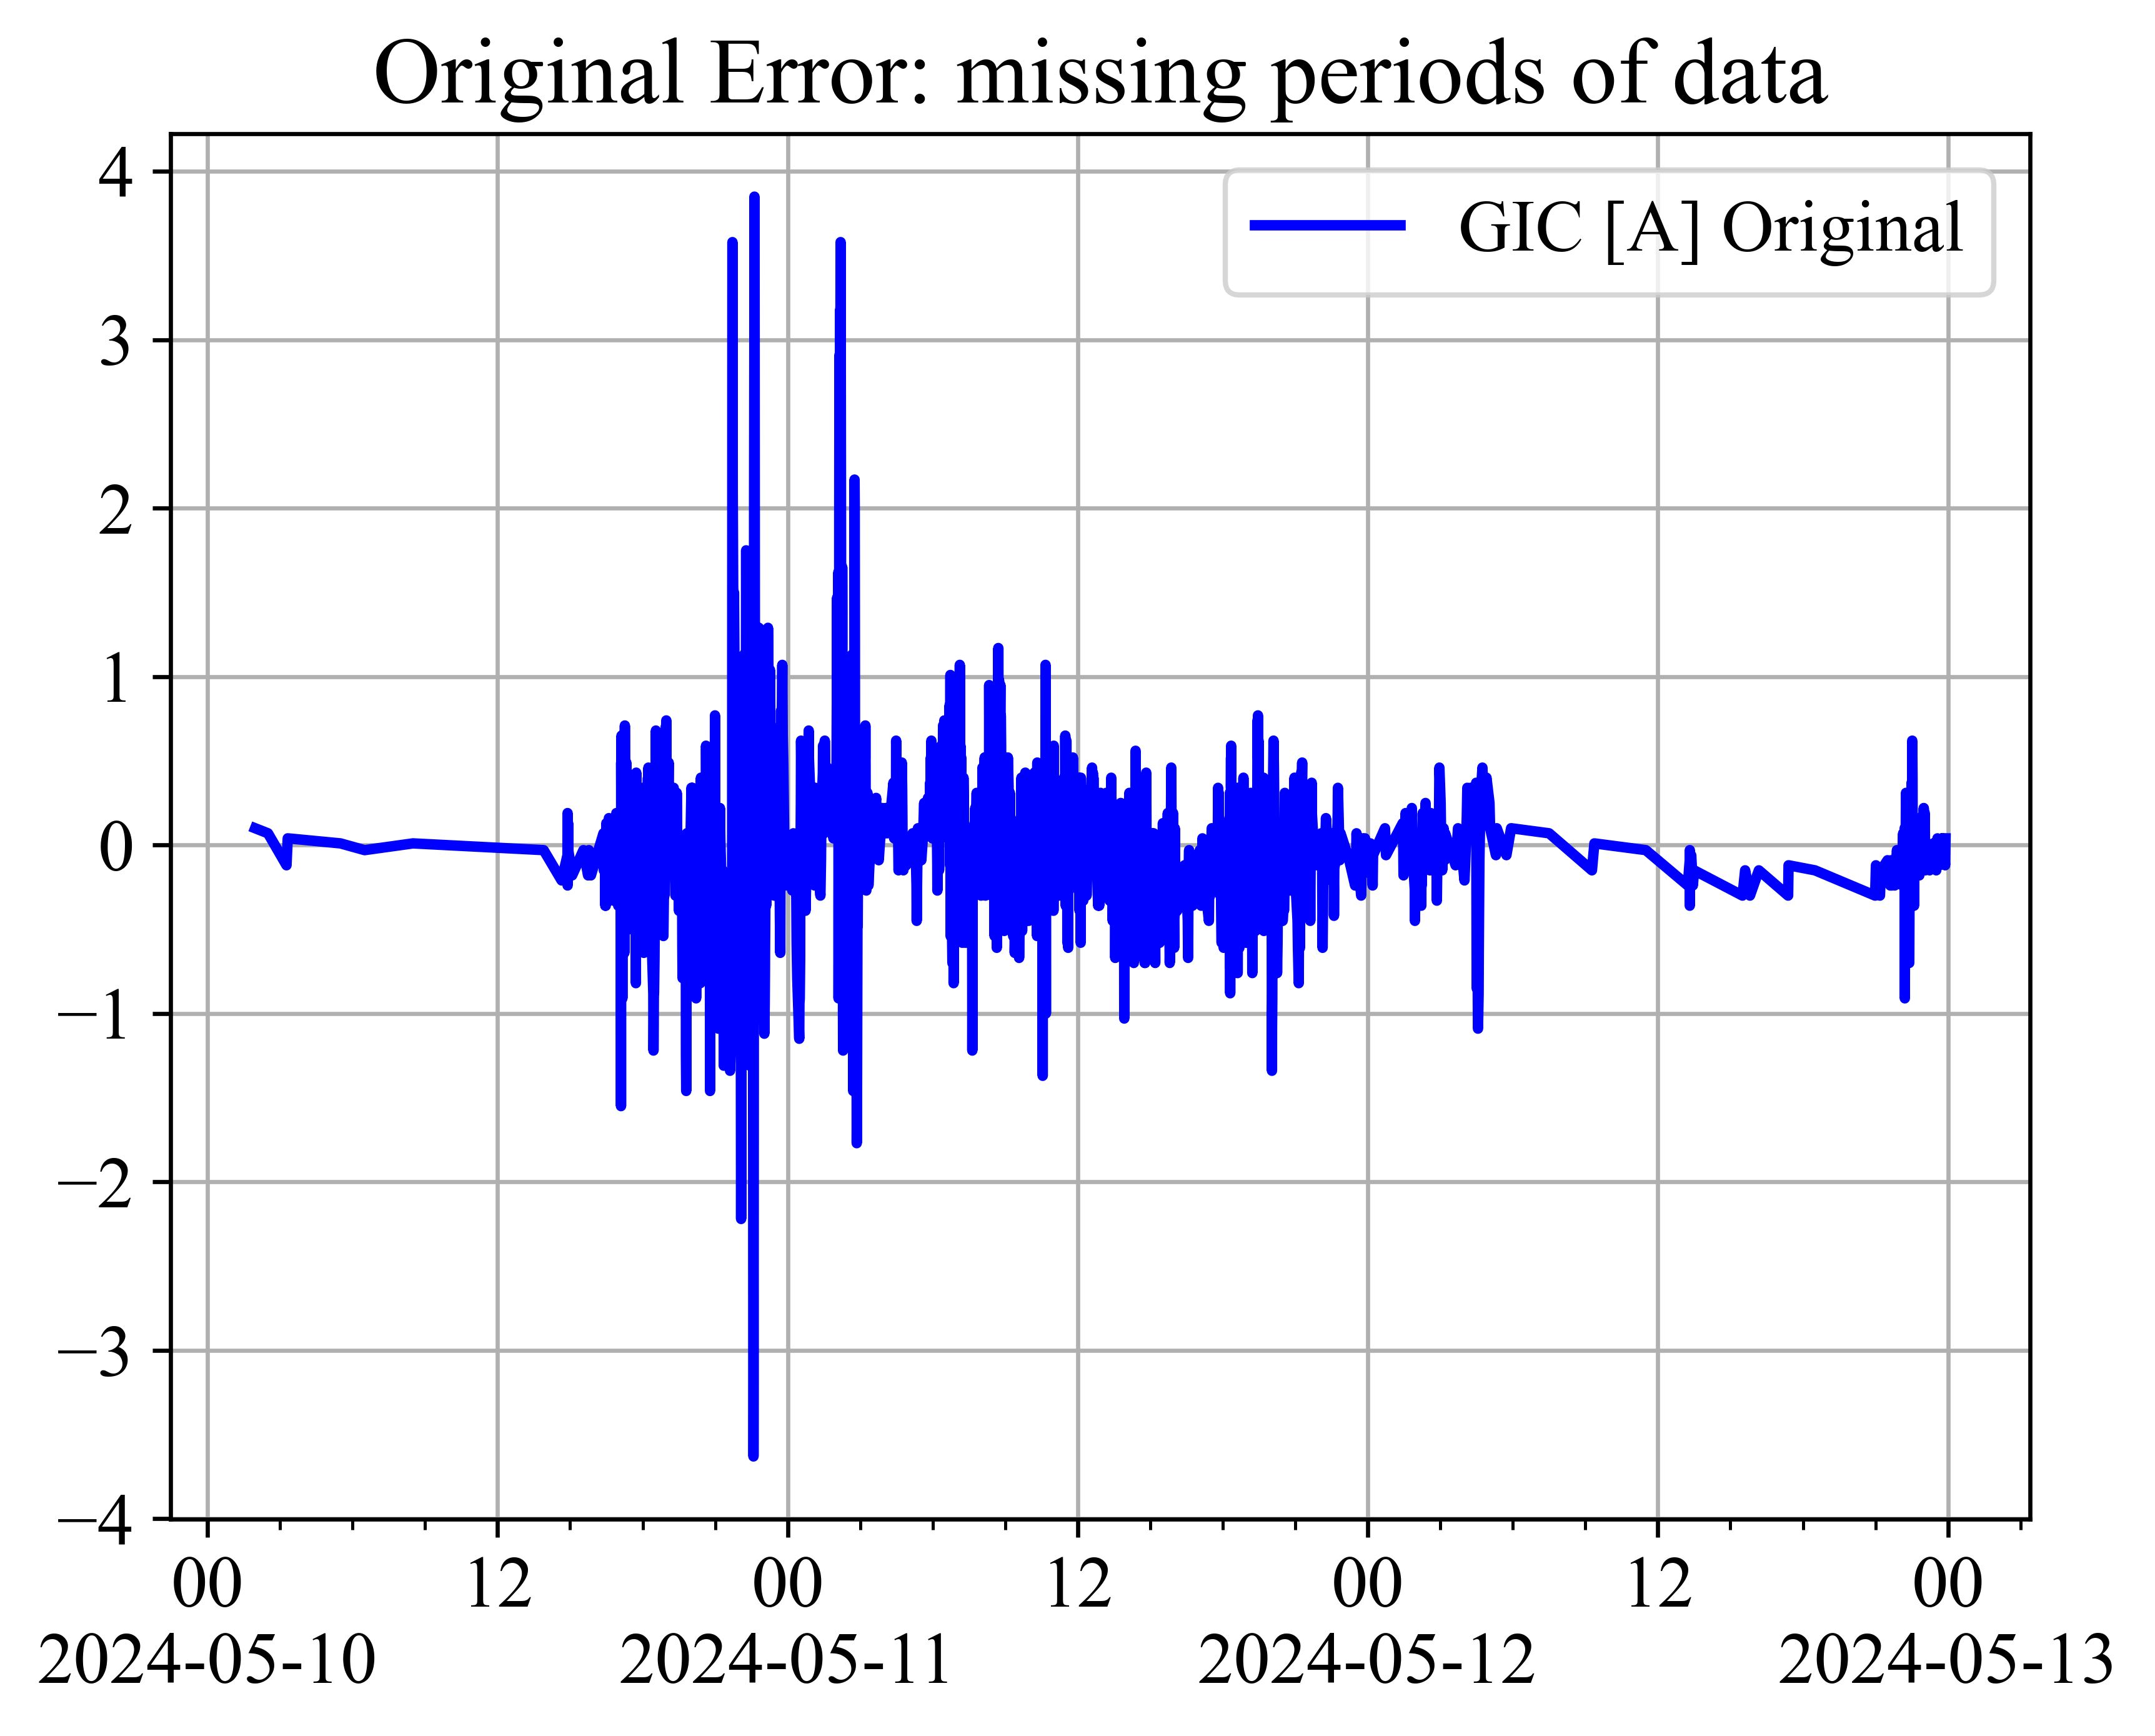 Original Error: missing periods of data
GIC [A] Original
4
3
2
1
0
−1
−2
−3
−4
00 12 00 12 00 12 00
2024-05-10 2024-05-11 2024-05-12 2024-05-13